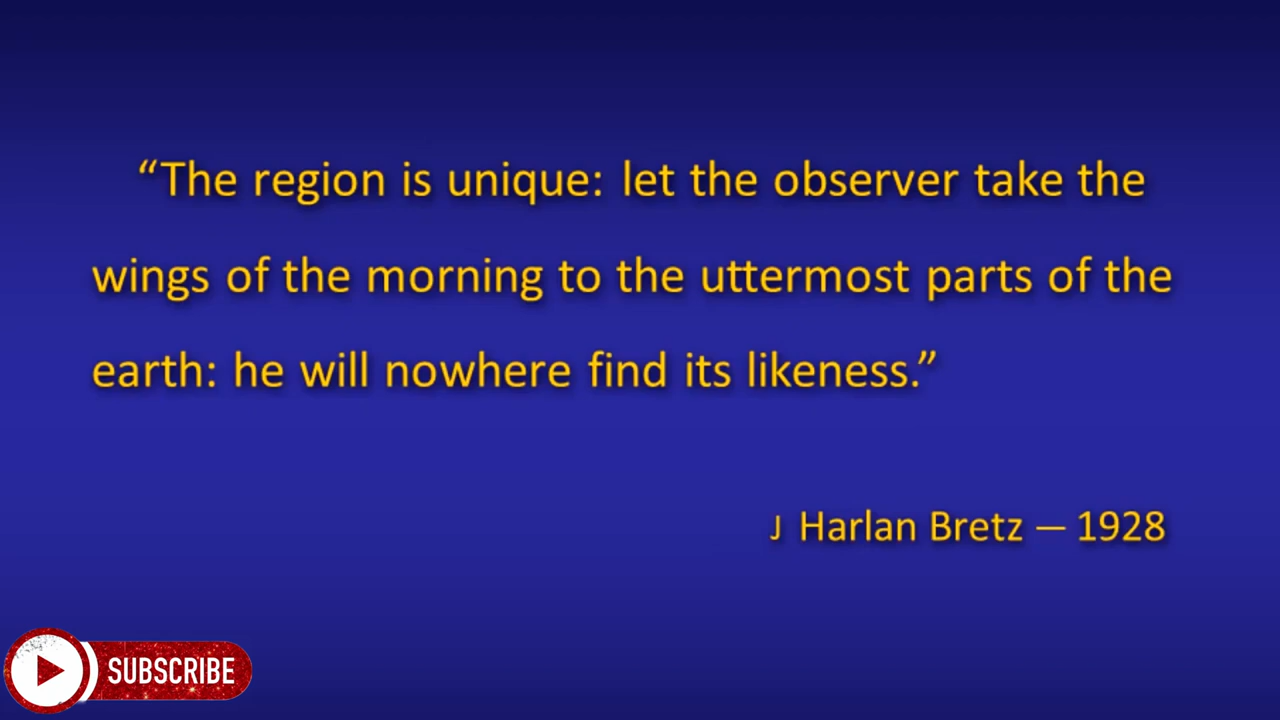 “The region is unique: let the observer take the
wings of the morning to the uttermost parts of the
earth: he will nowhere find its likeness.”
J Harlan Bretz – 1928
SUBSCRIBE